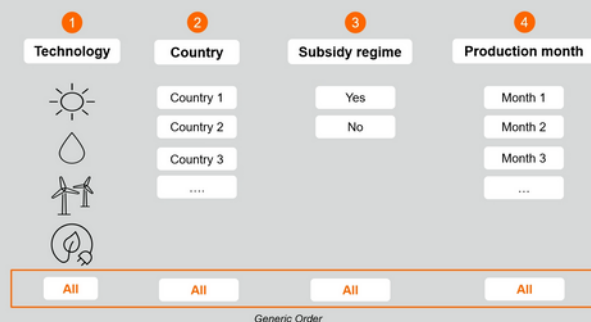 1 2 3 4
Technology Country Subsidy regime Production month
Country 1 Yes Month 1
Country 2 No Month 2
Country 3 Month 3
.... ...
All All All All
Generic Order